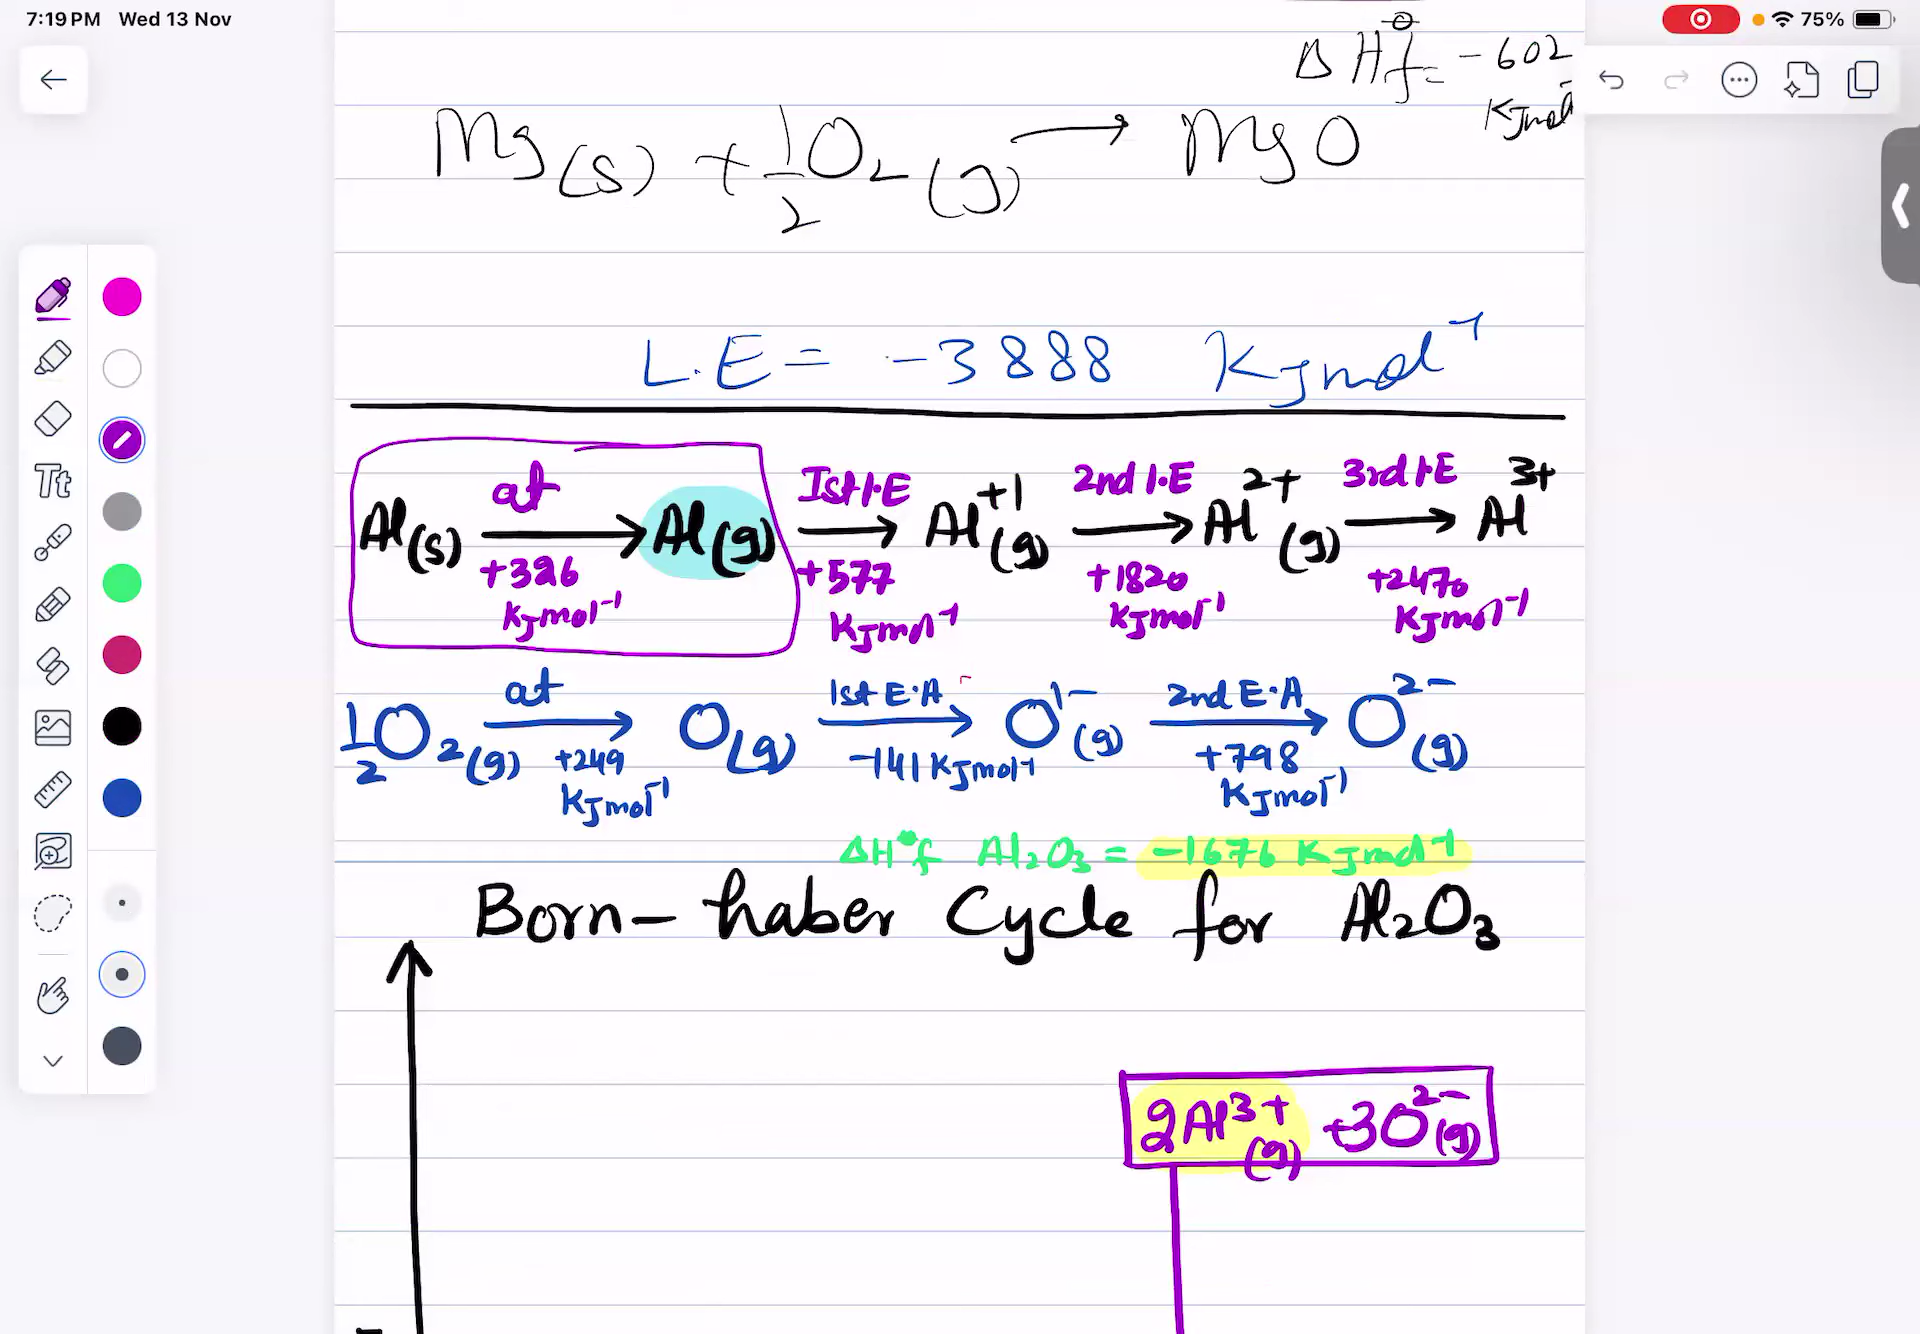 7:19 PM Wed 13 Nov
75%
ΔH°f = -602
KJmol
Mg(s) + 1/2 O2(g) → MgO
L.E = -3888 KJmol⁻¹
at Ist I.E 2nd I.E 3rd I.E
Al(s) → Al(g) → Al⁺¹(g) → Al²⁺(g) → Al³⁺
+326 +577 +1820 +2470
KJmol⁻¹ KJmol⁻¹ KJmol⁻¹ KJmol⁻¹
at 1st E.A 2nd E.A
1/2 O2(g) → O(g) → O¹⁻(g) → O²⁻(g)
+249 -141 KJmol⁻¹ +798
KJmol⁻¹ KJmol⁻¹
ΔH°f Al2O3 = -1676 KJmol⁻¹
Born-haber Cycle for Al2O3
2Al³⁺(g) +3O²⁻(g)
Tt